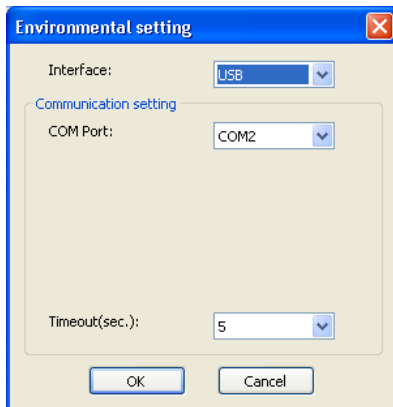 Environmental setting
Interface: USB
Communication setting
COM Port: COM2
Timeout(sec.): 5
OK Cancel